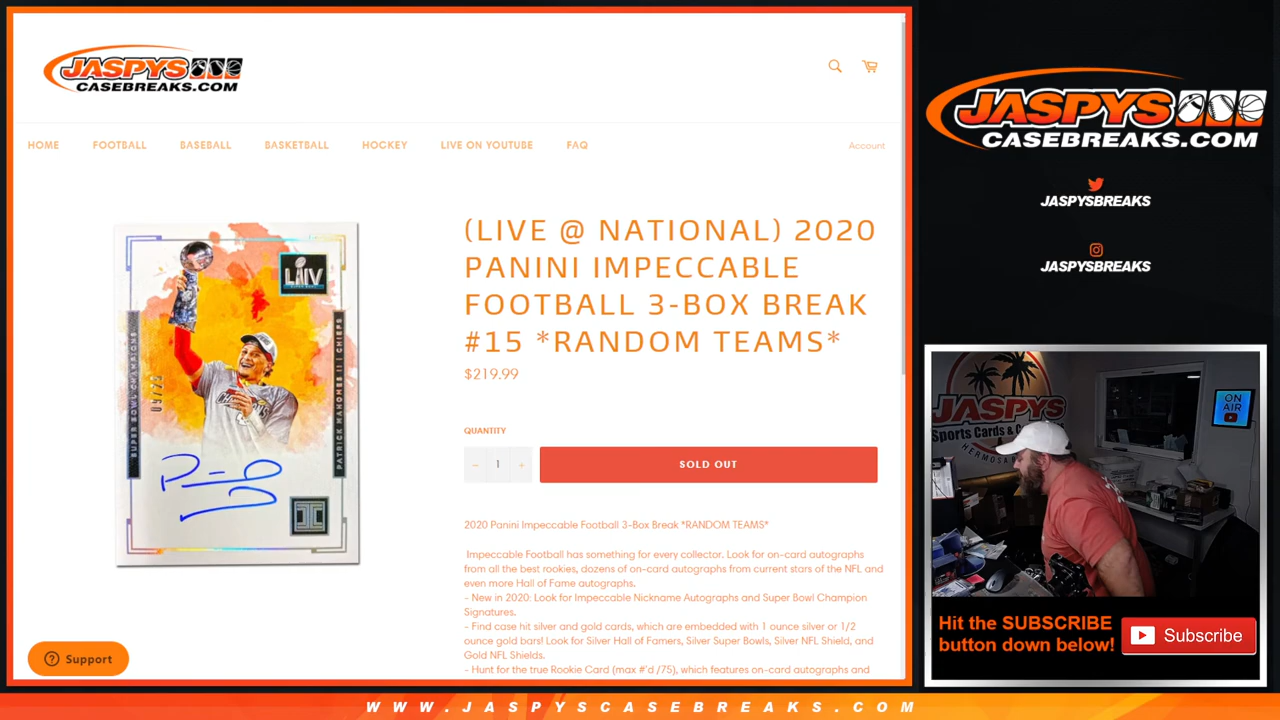 JASPYS
CASEBREAKS.COM
HOME
FOOTBALL
BASEBALL
BASKETBALL
HOCKEY
LIVE ON YOUTUBE
FAQ
Account
SUPER BOWL CHAMPIONS
LIV
PATRICK MAHOMES II | CHIEFS
(LIVE @ NATIONAL) 2020
PANINI IMPECCABLE
FOOTBALL 3-BOX BREAK
#15 *RANDOM TEAMS*
$219.99
QUANTITY
− 1 +
SOLD OUT
2020 Panini Impeccable Football 3-Box Break *RANDOM TEAMS*
Impeccable Football has something for every collector. Look for on-card autographs
from all the best rookies, dozens of on-card autographs from current stars of the NFL and
even more Hall of Fame autographs.
- New in 2020: Look for Impeccable Nickname Autographs and Super Bowl Champion
Signatures.
- Find case hit silver and gold cards, which are embedded with 1 ounce silver or 1/2
ounce gold bars! Look for Silver Hall of Famers, Silver Super Bowls, Silver NFL Shield, and
Gold NFL Shields.
- Hunt for the true Rookie Card (max #'d /75), which features on-card autographs and
Support
JASPYS
CASEBREAKS.COM
JASPYSBREAKS
JASPYSBREAKS
JASPYS
Sports Cards & C
HERMOSA
ON
AIR
Hit the SUBSCRIBE
button down below!
Subscribe
WWW.JASPYSCASEBREAKS.COM